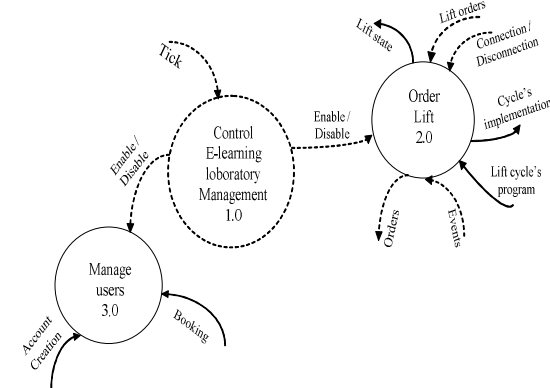 Tick
Lift state
Lift orders
Connection /
Disconnection
Order
Lift
2.0
Cycle's
implementation
Lift cycle's
program
Enable /
Disable
Control
E-learning
loboratory
Management
1.0
Enable /
Disable
Orders
Events
Manage
users
3.0
Booking
Account
Creation